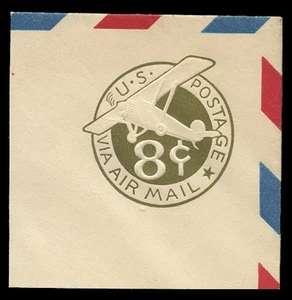 U.S. POSTAGE
8¢
VIA AIR MAIL